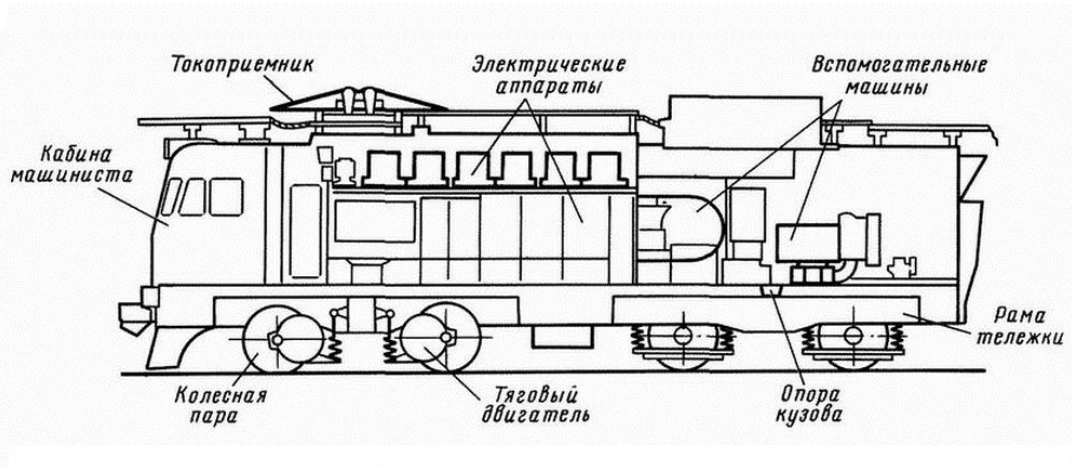 Токоприемник
Электрические
аппараты
Вспомогательные
машины
Кабина
машиниста
Рама
тележки
Колесная
пара
Тяговый
двигатель
Опора
кузова